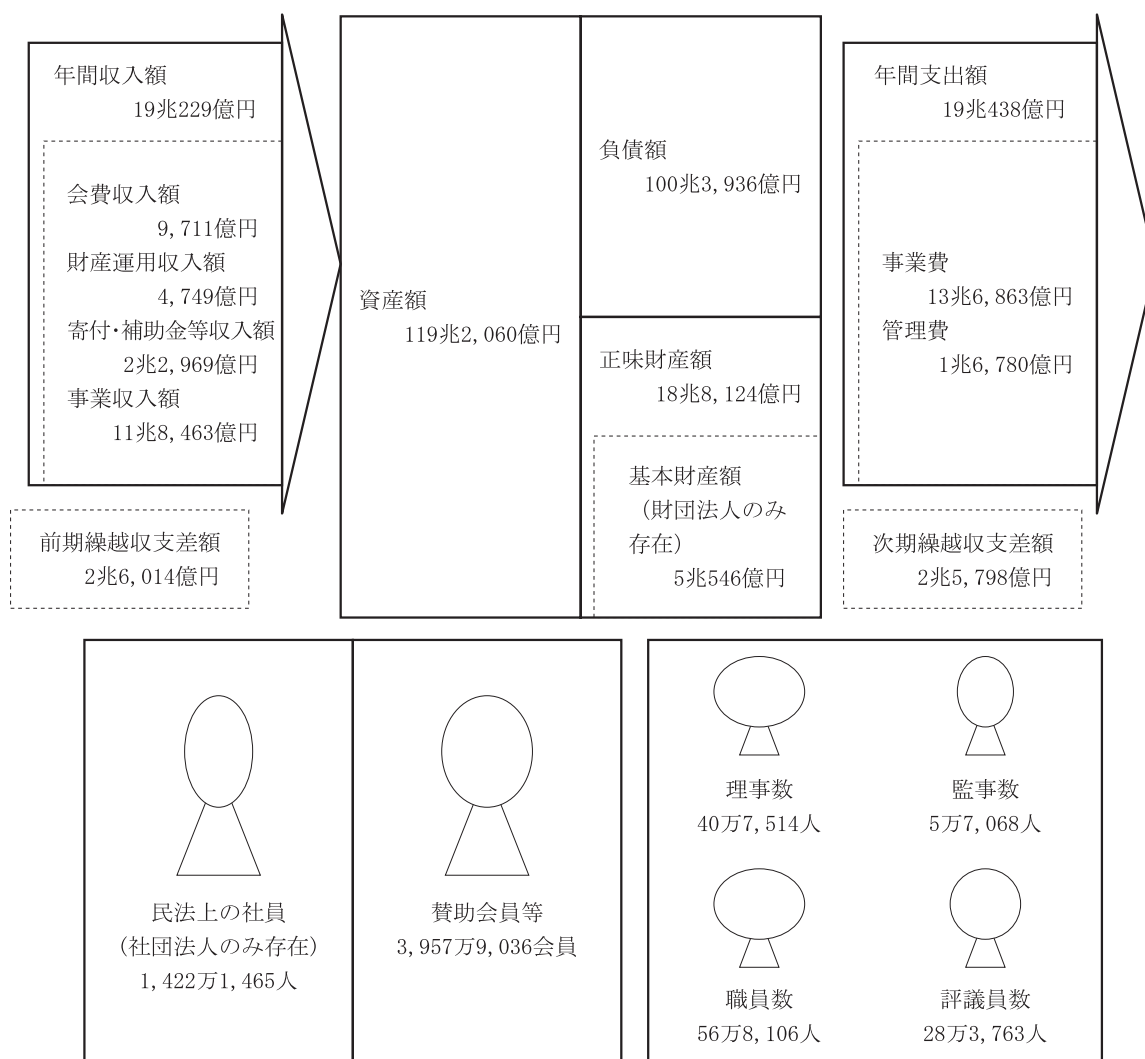 年間収入額
19兆229億円
会費収入額
9,711億円
財産運用収入額
4,749億円
寄付・補助金等収入額
2兆2,969億円
事業収入額
11兆8,463億円
前期繰越収支差額
2兆6,014億円
資産額
119兆2,060億円
負債額
100兆3,936億円
正味財産額
18兆8,124億円
基本財産額
（財団法人のみ
存在）
5兆546億円
年間支出額
19兆438億円
事業費
13兆6,863億円
管理費
1兆6,780億円
次期繰越収支差額
2兆5,798億円
民法上の社員
（社団法人のみ存在）
1,422万1,465人
賛助会員等
3,957万9,036会員
理事数
40万7,514人
監事数
5万7,068人
職員数
56万8,106人
評議員数
28万3,763人